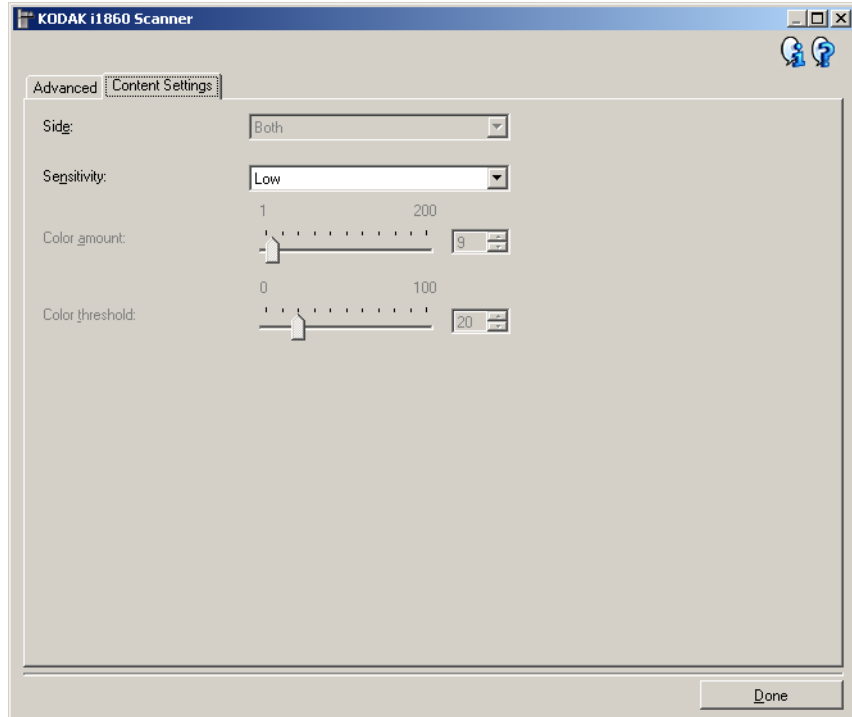 KODAK i1860 Scanner
Advanced Content Settings
Side: Both
Sensitivity: Low
1 200
Color amount: 9
0 100
Color threshold: 20
Done